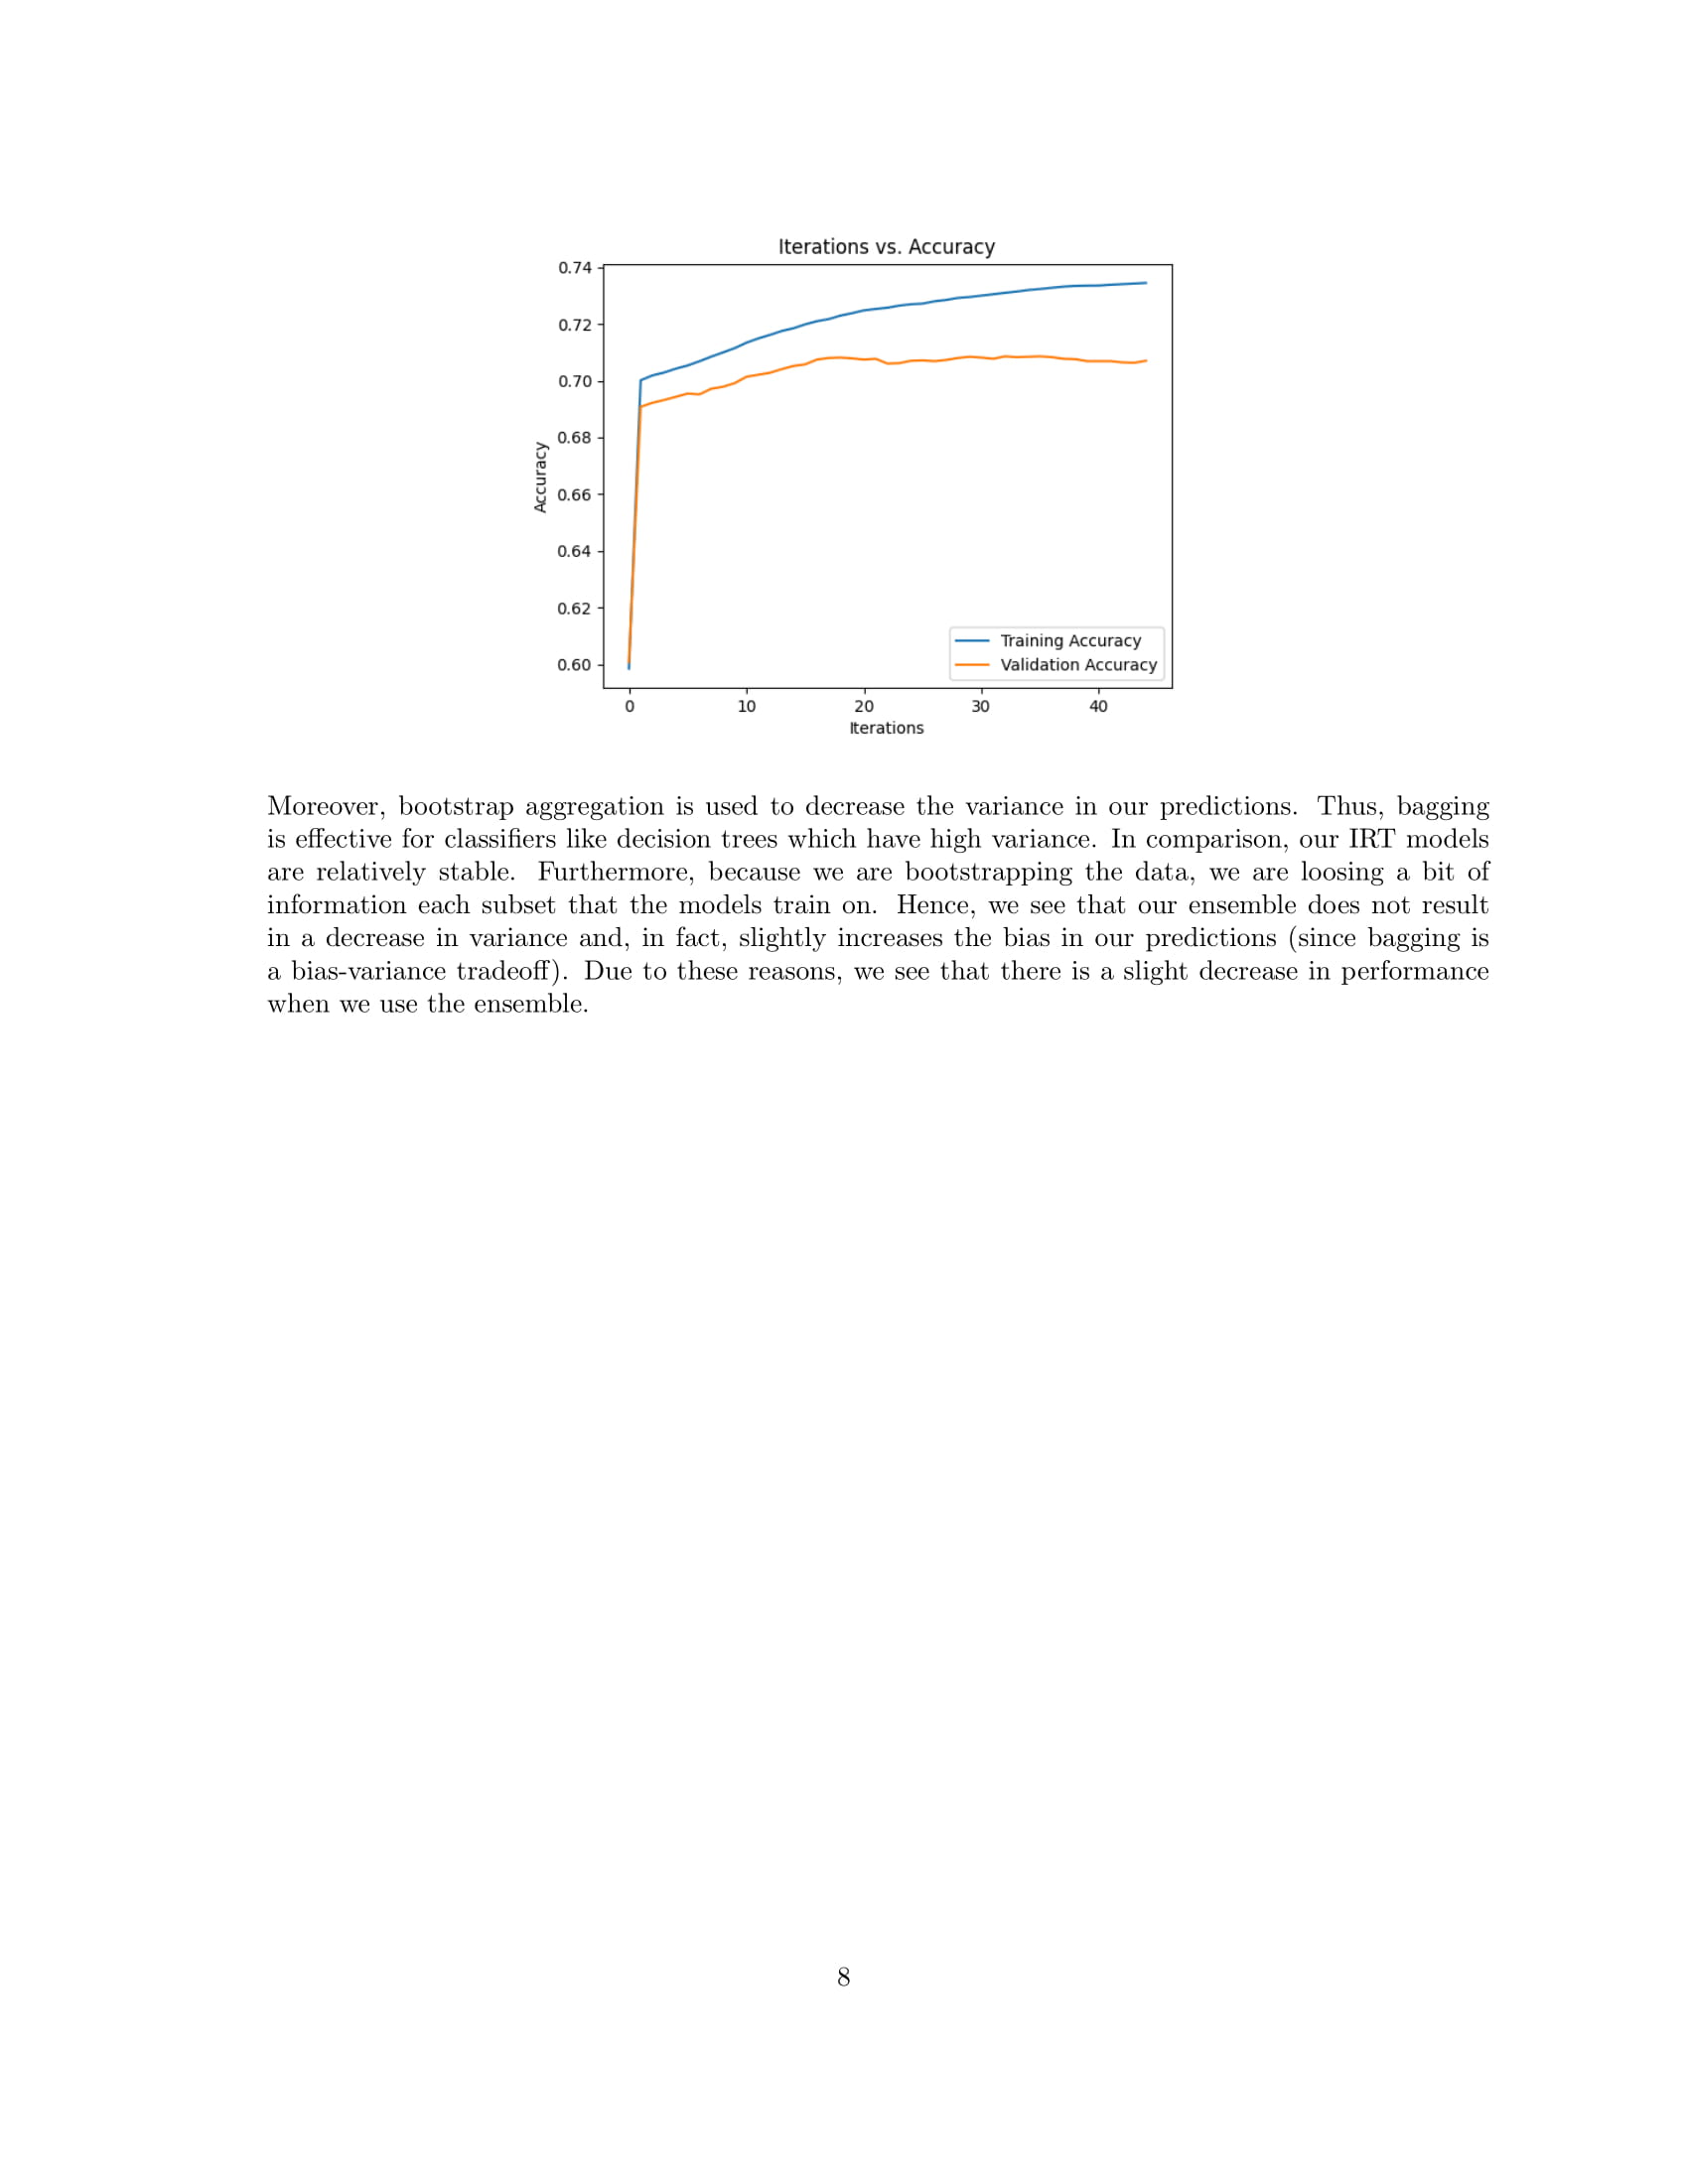 Iterations vs. Accuracy
0.74
0.72
0.70
0.68
0.66
0.64
0.62
0.60
Accuracy
Training Accuracy
Validation Accuracy
0 10 20 30 40
Iterations
Moreover, bootstrap aggregation is used to decrease the variance in our predictions. Thus, bagging
is effective for classifiers like decision trees which have high variance. In comparison, our IRT models
are relatively stable. Furthermore, because we are bootstrapping the data, we are loosing a bit of
information each subset that the models train on. Hence, we see that our ensemble does not result
in a decrease in variance and, in fact, slightly increases the bias in our predictions (since bagging is
a bias-variance tradeoff). Due to these reasons, we see that there is a slight decrease in performance
when we use the ensemble.
8